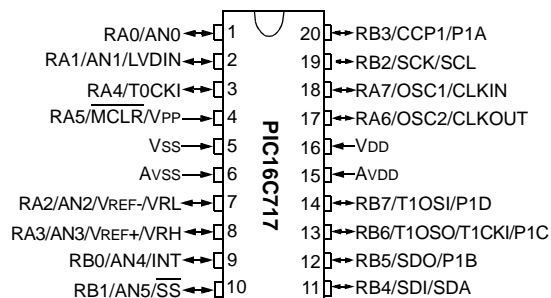 RA0/AN0 1 20 RB3/CCP1/P1A
RA1/AN1/LVDIN 2 19 RB2/SCK/SCL
RA4/T0CKI 3 18 RA7/OSC1/CLKIN
RA5/MCLR/VPP 4 17 RA6/OSC2/CLKOUT
VSS 5 16 VDD
AVSS 6 15 AVDD
RA2/AN2/VREF-/VRL 7 14 RB7/T1OSI/P1D
RA3/AN3/VREF+/VRH 8 13 RB6/T1OSO/T1CKI/P1C
RB0/AN4/INT 9 12 RB5/SDO/P1B
RB1/AN5/SS 10 11 RB4/SDI/SDA
PIC16C717